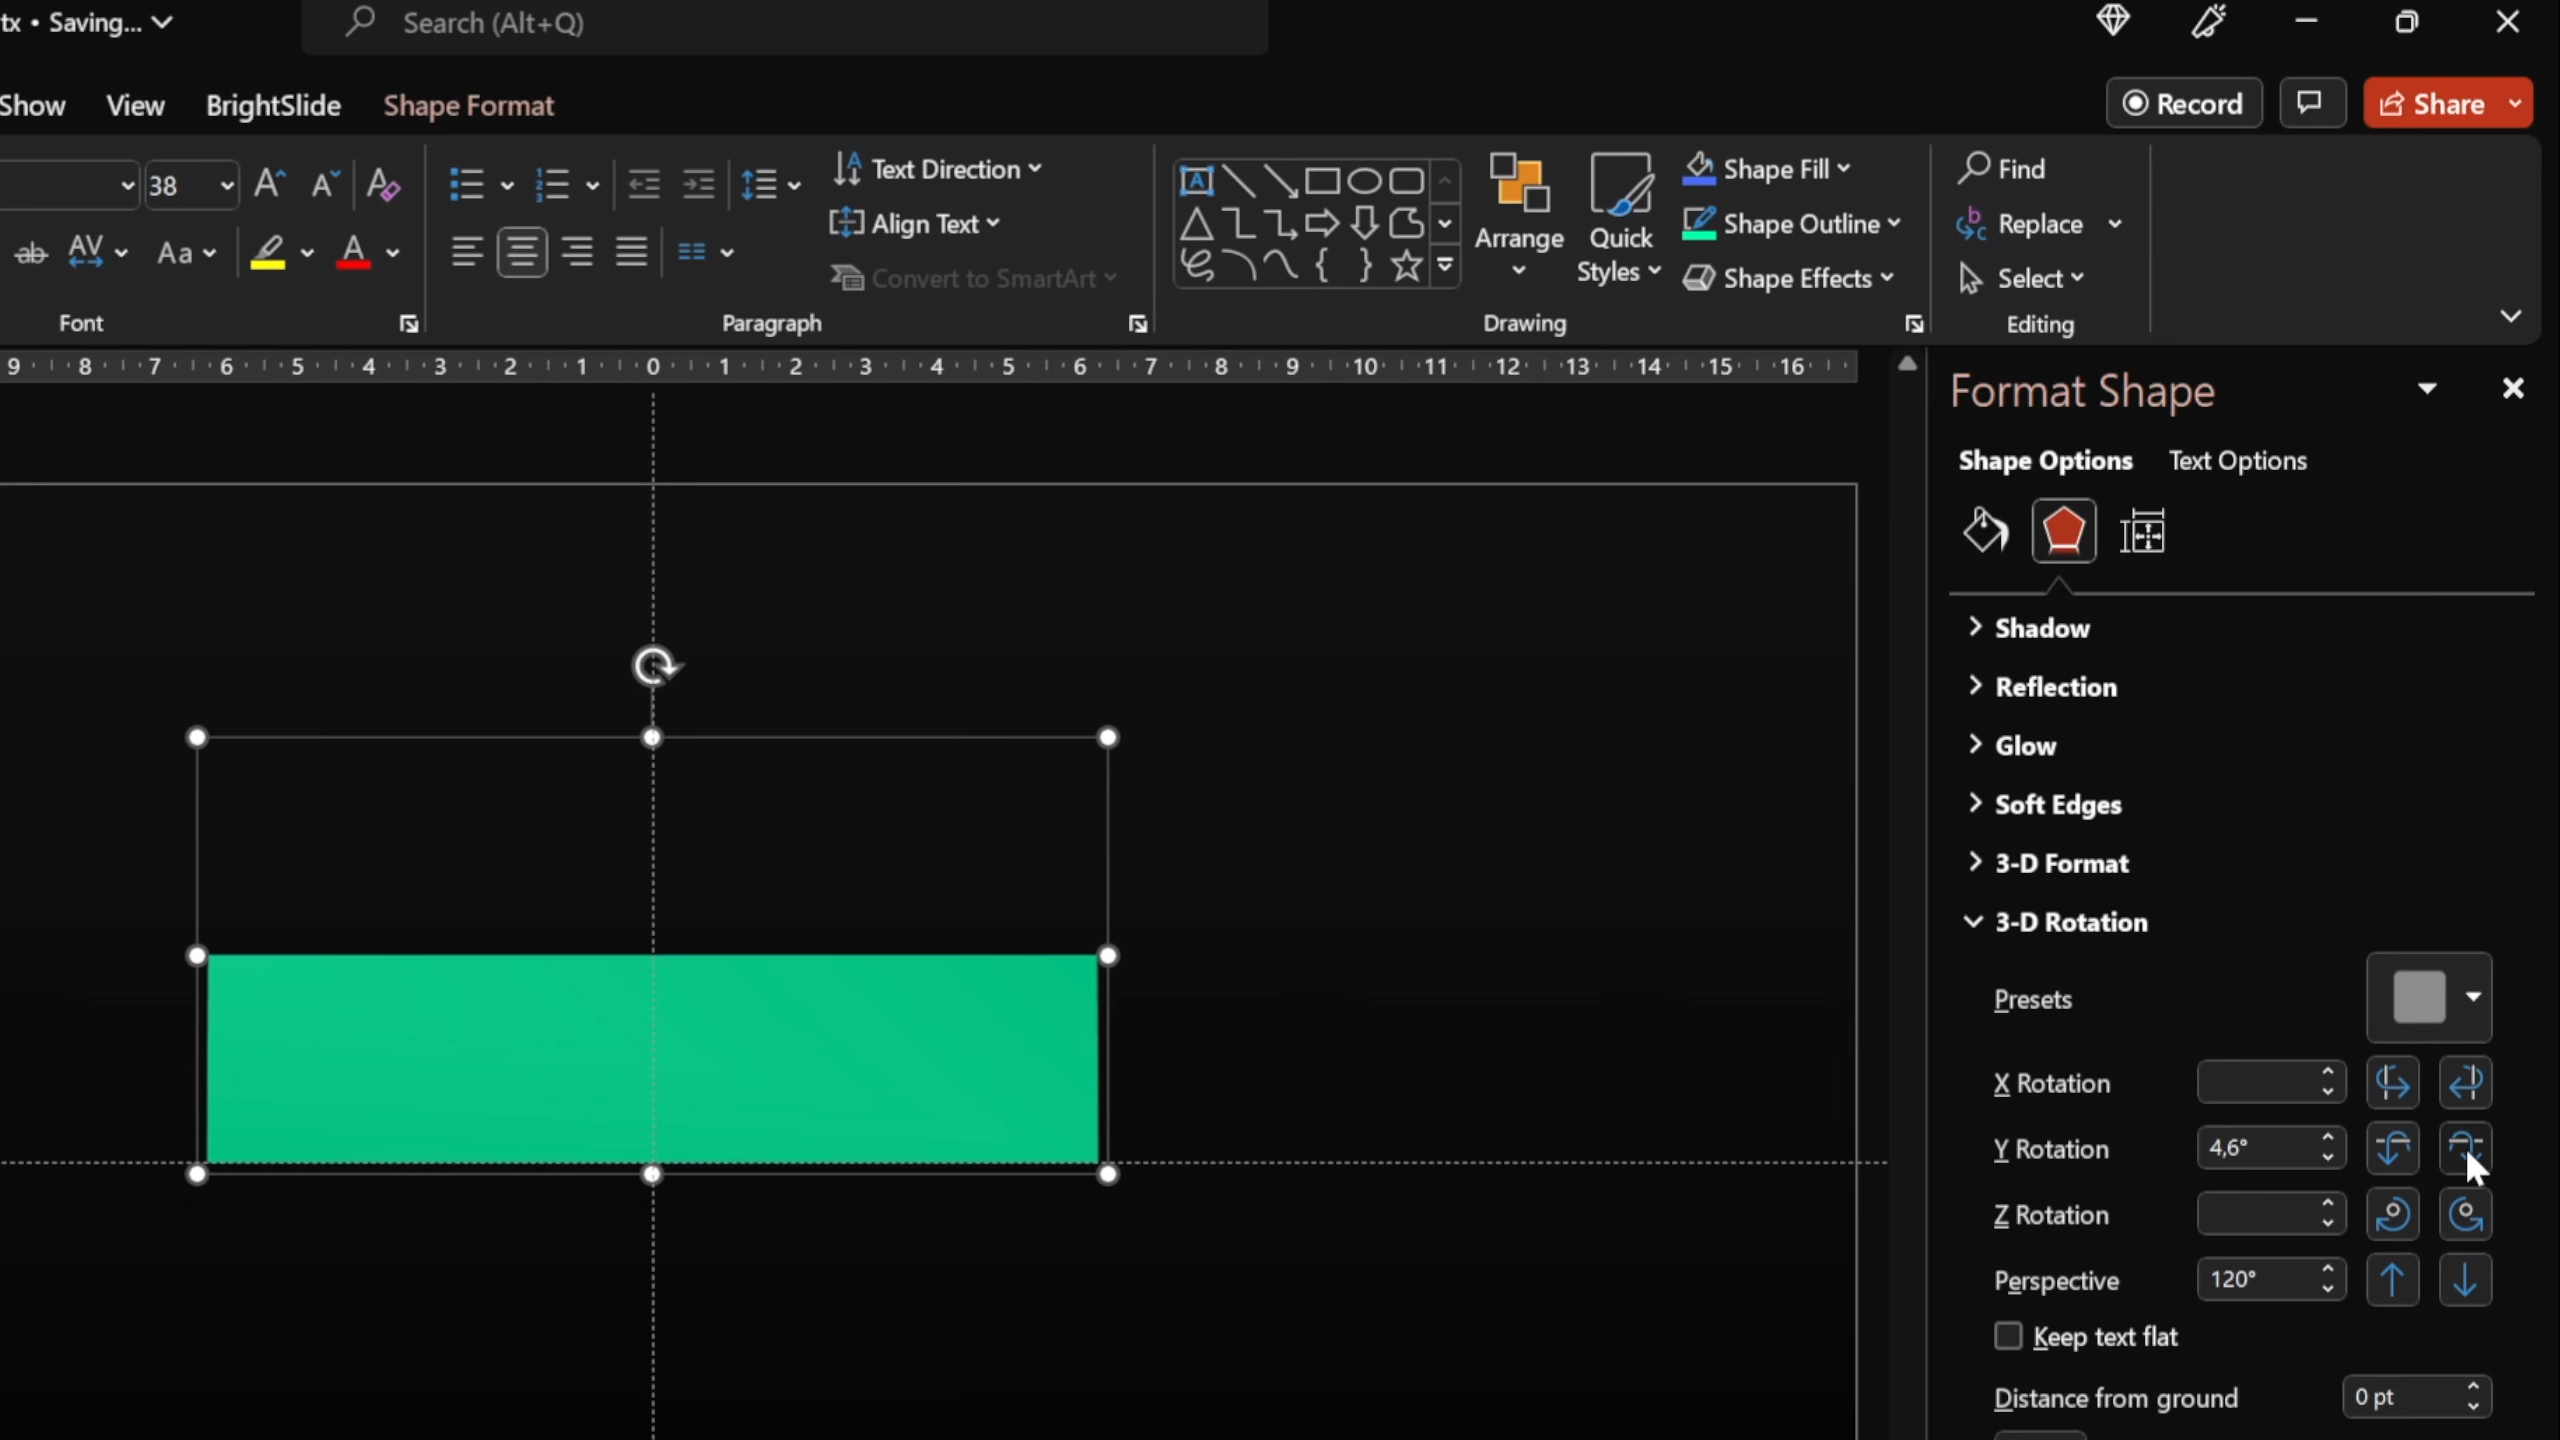 tx • Saving...
Search (Alt+Q)
Show View BrightSlide Shape Format
Record
Share
38
Aa
Text Direction
Align Text
Convert to SmartArt
Arrange
Quick
Styles
Shape Fill
Shape Outline
Shape Effects
Find
Replace
Select
Font
Paragraph
Drawing
Editing
9 8 7 6 5 4 3 2 1 0 1 2 3 4 5 6 7 8 9 10 11 12 13 14 15 16
Format Shape
Shape Options Text Options
Shadow
Reflection
Glow
Soft Edges
3-D Format
3-D Rotation
Presets
X Rotation
Y Rotation 4,6°
Z Rotation
Perspective 120°
Keep text flat
Distance from ground 0 pt